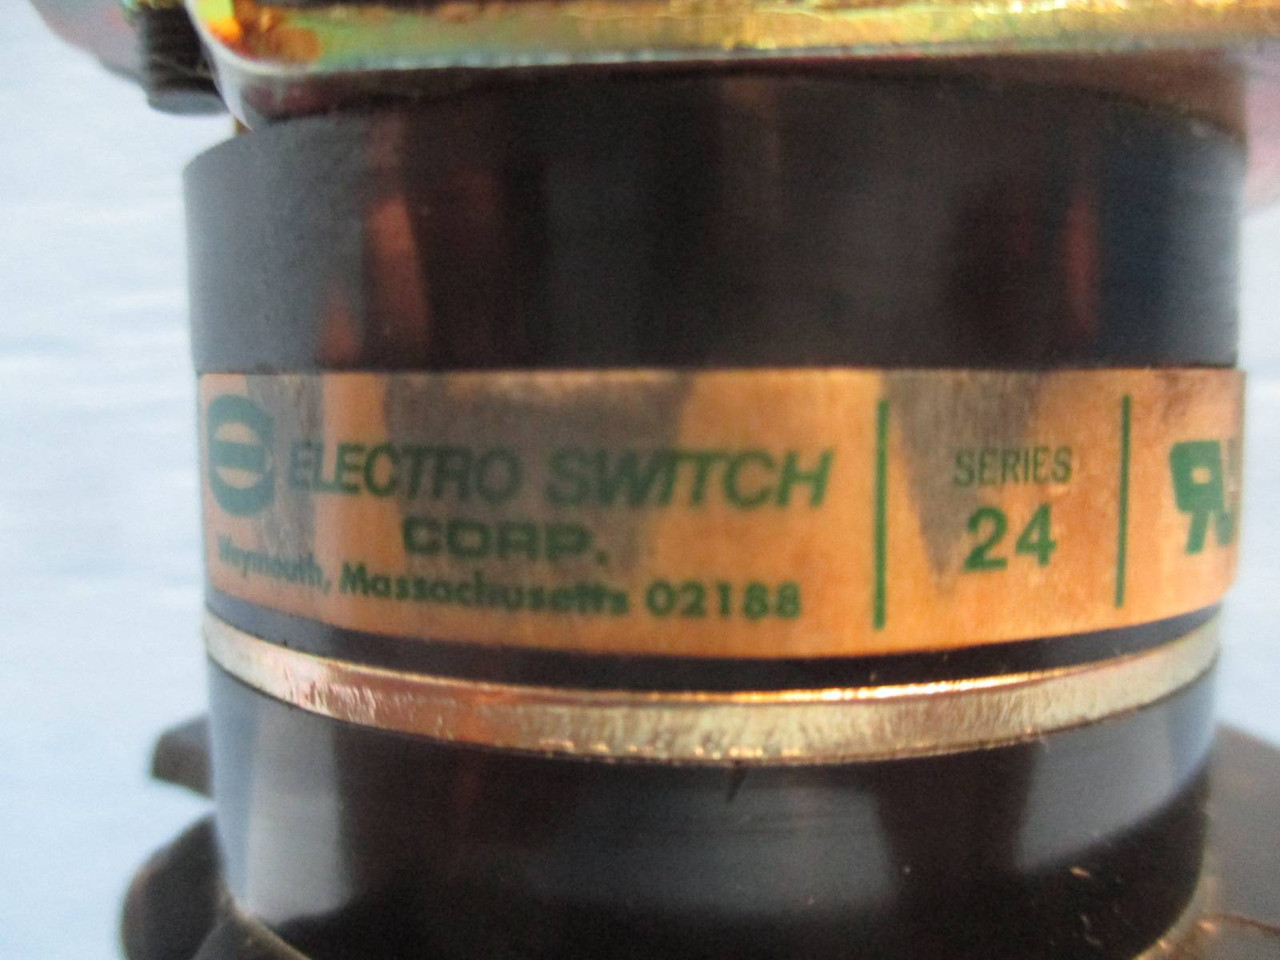 ELECTRO SWITCH
CORP.
Weymouth, Massachusetts 02188
SERIES
24